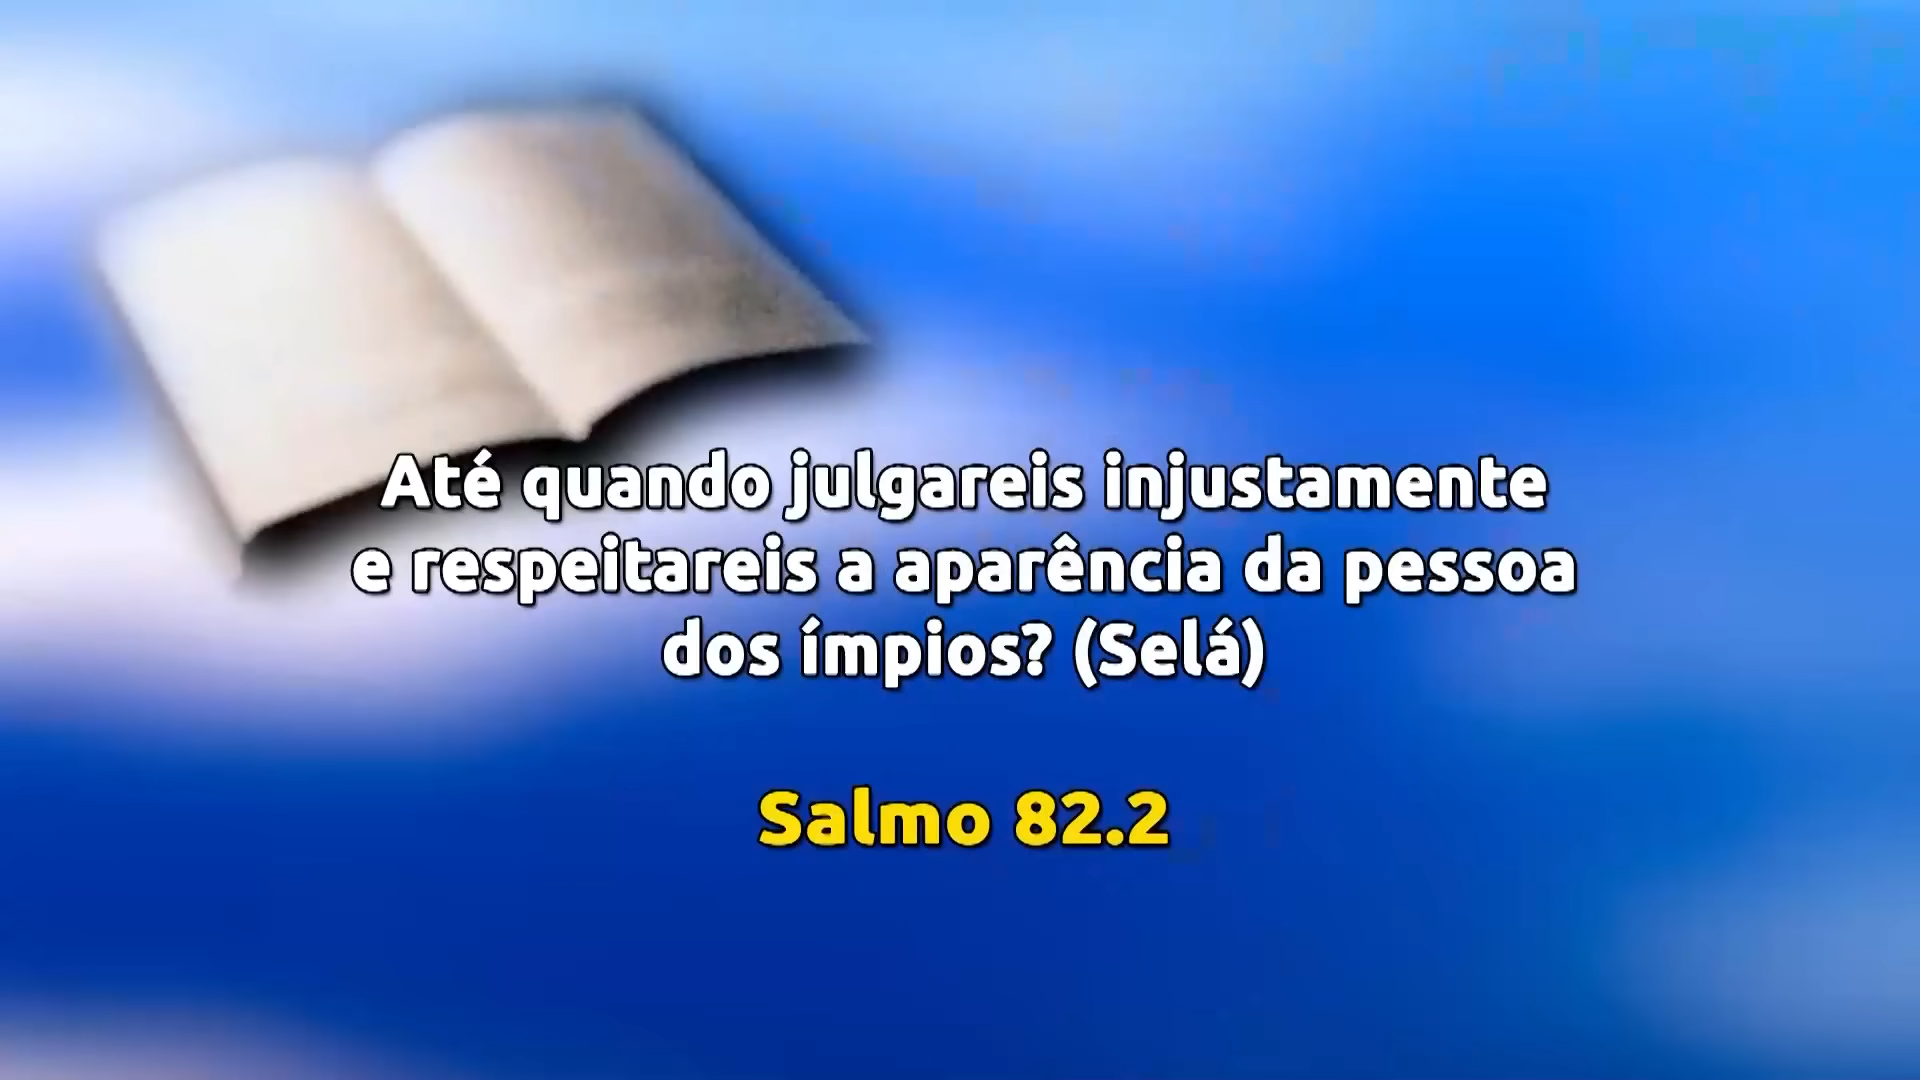 Até quando julgareis injustamente
e respeitareis a aparência da pessoa
dos ímpios? (Selá)
Salmo 82.2